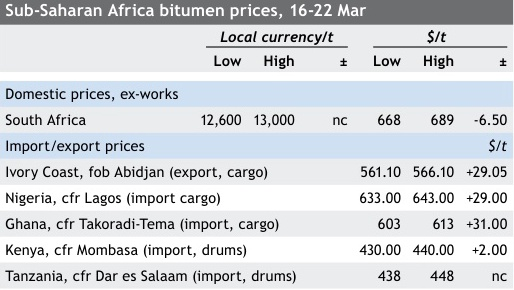 Sub-Saharan Africa bitumen prices, 16-22 Mar
Local currency/t $/t
Low High ± Low High ±
Domestic prices, ex-works
South Africa 12,600 13,000 nc 668 689 -6.50
Import/export prices $/t
Ivory Coast, fob Abidjan (export, cargo) 561.10 566.10 +29.05
Nigeria, cfr Lagos (import cargo) 633.00 643.00 +29.00
Ghana, cfr Takoradi-Tema (import, cargo) 603 613 +31.00
Kenya, cfr Mombasa (import, drums) 430.00 440.00 +2.00
Tanzania, cfr Dar es Salaam (import, drums) 438 448 nc